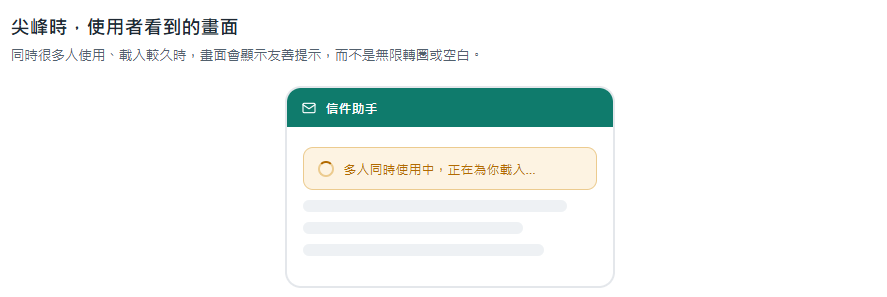 尖峰時．使用者看到的畫面
同時很多人使用、載入較久時，畫面會顯示友善提示，而不是無限轉圈或空白。
信件助手
多人同時使用中，正在為你載入...